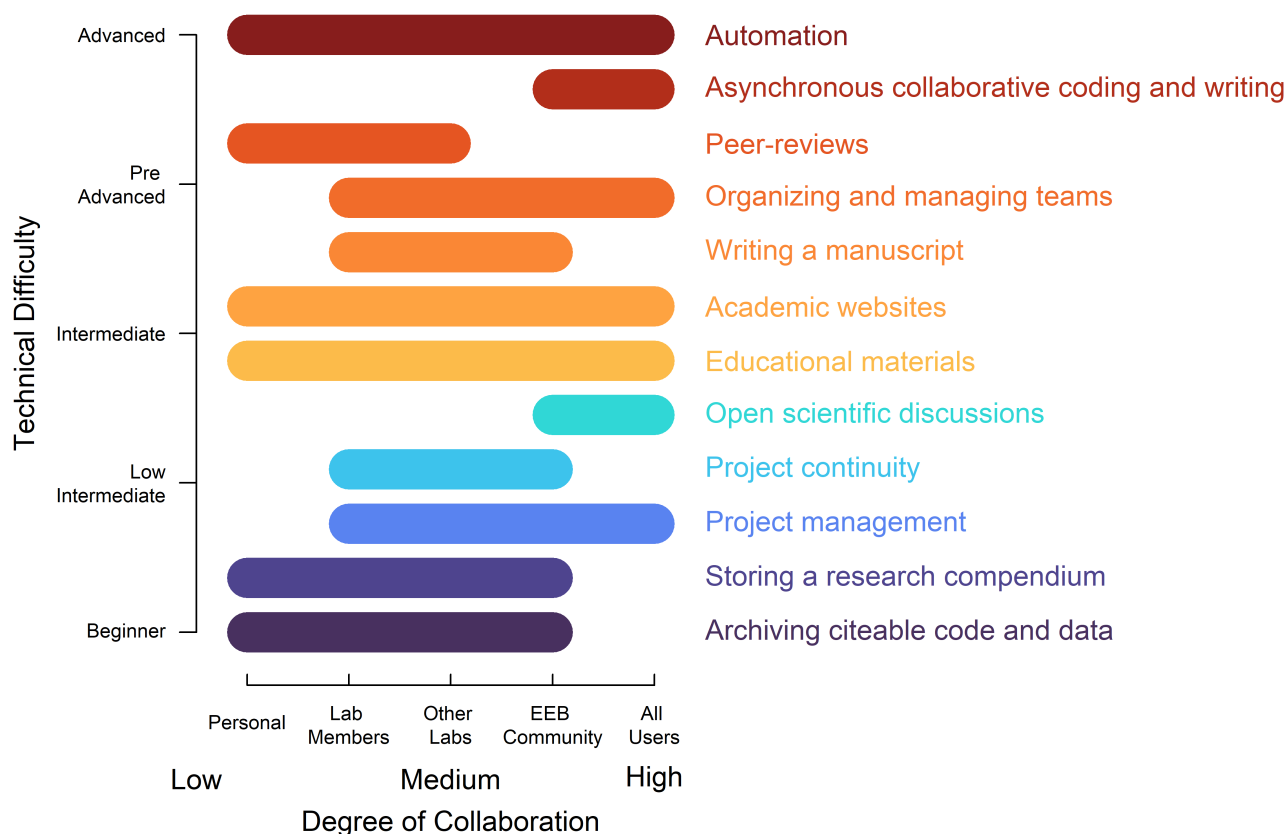 Advanced
Automation
Asynchronous collaborative coding and writing
Peer-reviews
Pre
Advanced
Organizing and managing teams
Writing a manuscript
Academic websites
Intermediate
Educational materials
Open scientific discussions
Low
Intermediate
Project continuity
Project management
Storing a research compendium
Beginner
Archiving citeable code and data
Technical Difficulty
Personal
Lab
Members
Other
Labs
EEB
Community
All
Users
Low
Medium
High
Degree of Collaboration